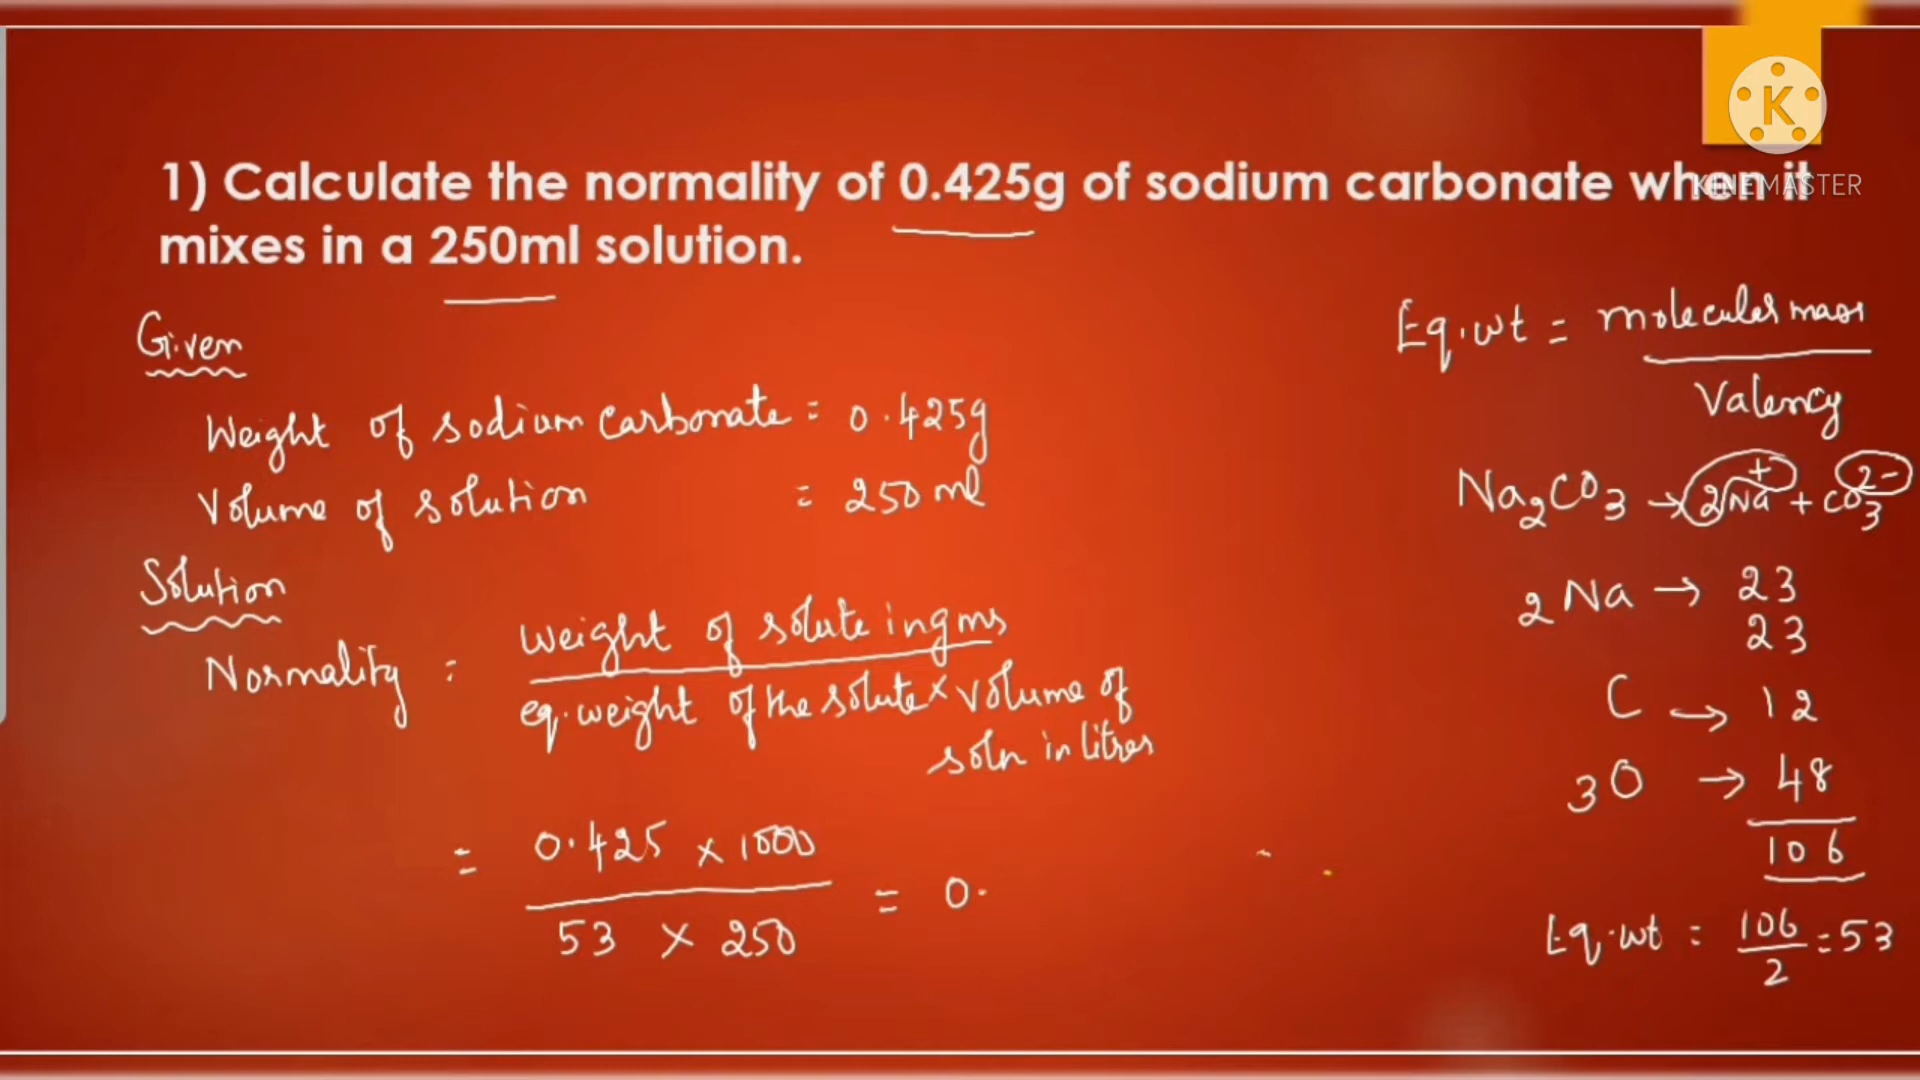 K
KINEMASTER
1) Calculate the normality of 0.425g of sodium carbonate when it
mixes in a 250ml solution.
Given
Weight of sodium carbonate = 0.425g
Volume of solution = 250 ml
Solution
Normality = weight of solute in gms
eq. weight of the solute × volume of
soln in litres
= 0.425 × 1000
53 × 250
= 0.
Eq. wt = molecular mass
Valency
Na₂CO₃ → 2Na⁺ + CO₃²⁻
2 Na → 23
23
C → 12
3 O → 48
106
Eq. wt = 106/2 = 53